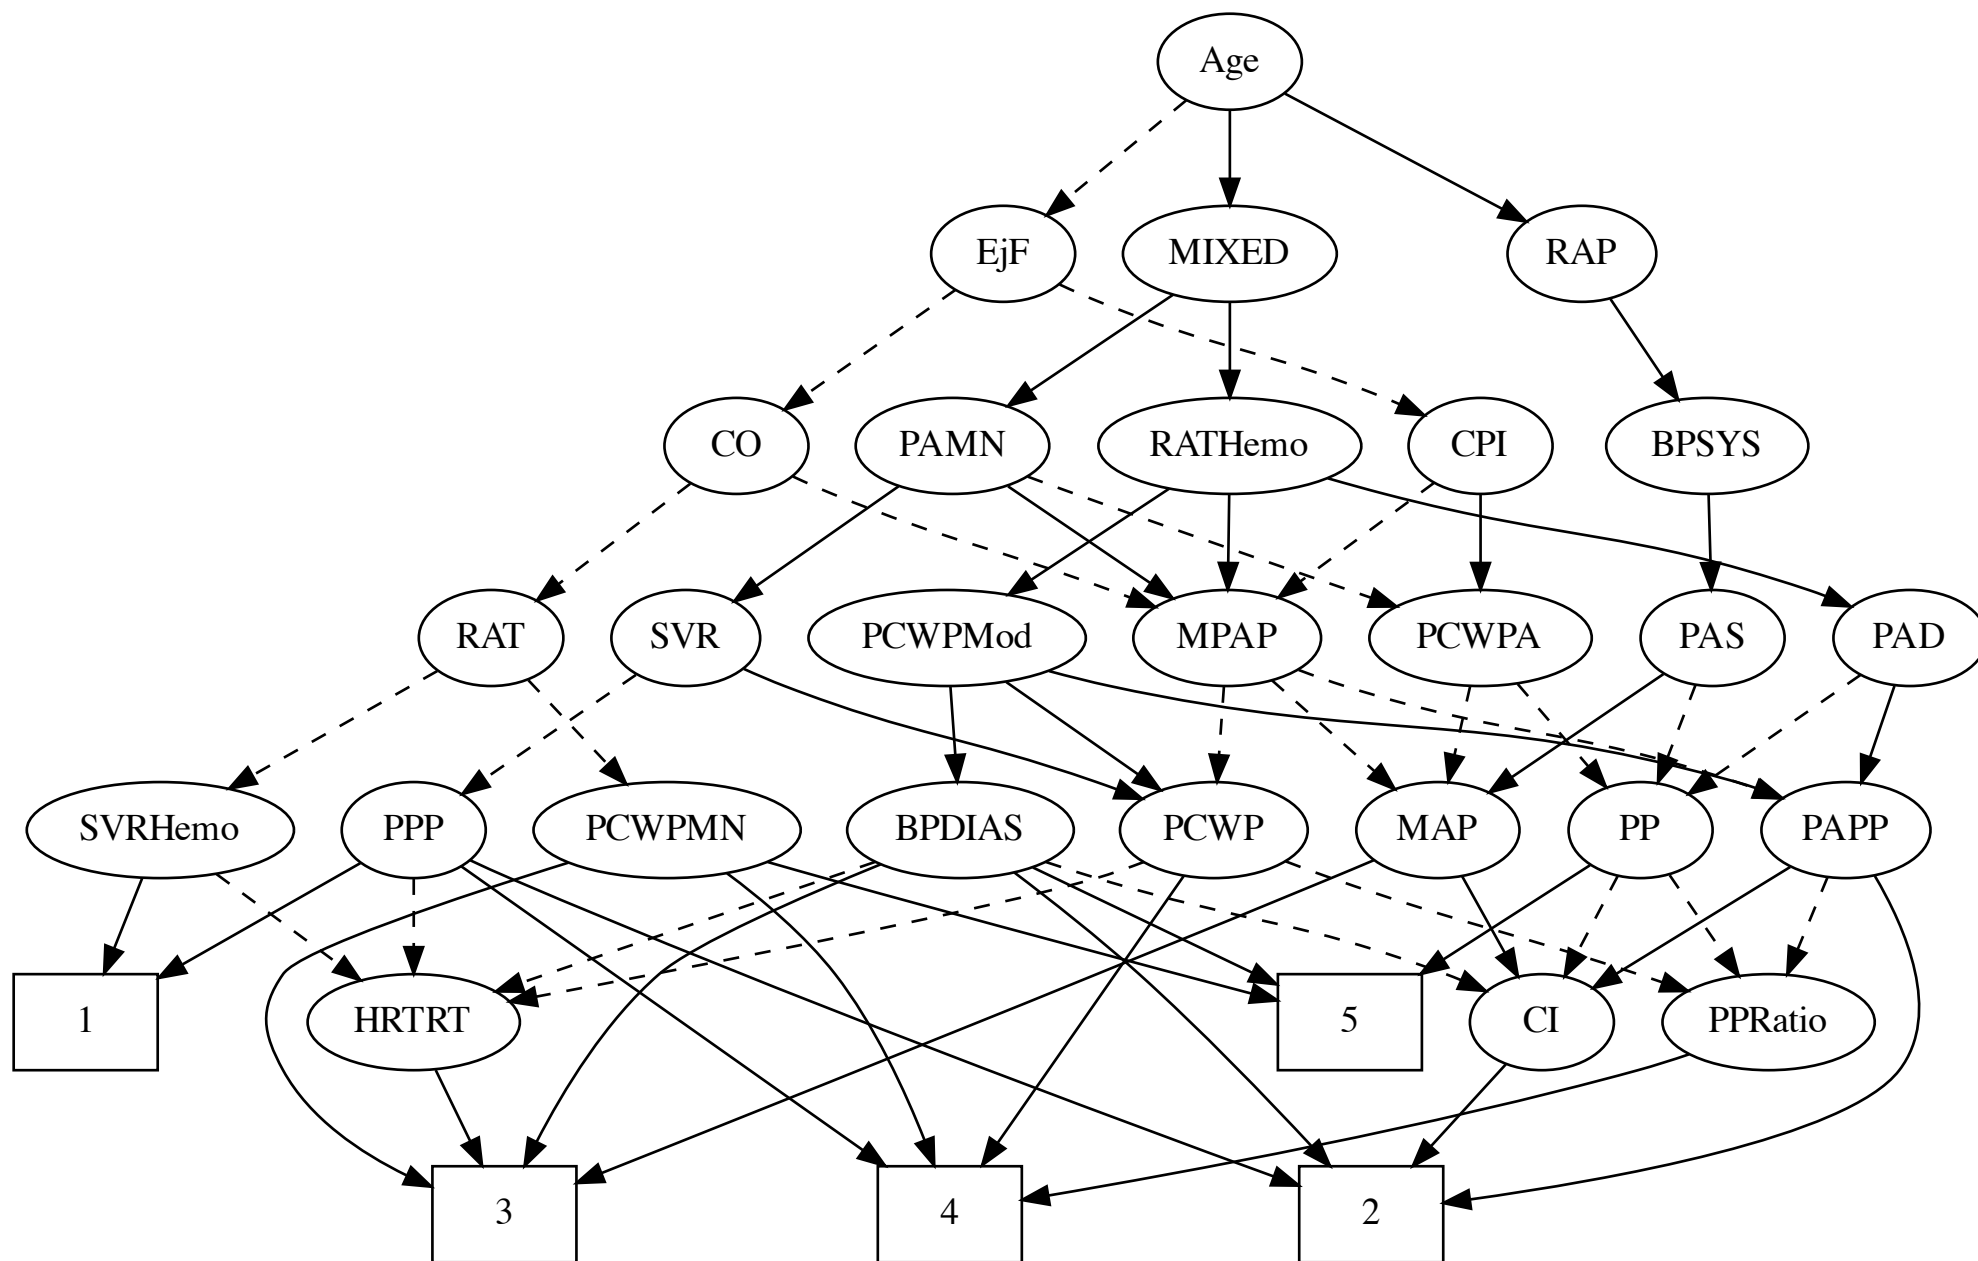 Age
EjF
MIXED
RAP
CO
PAMN
RATHemo
CPI
BPSYS
RAT
SVR
PCWPMod
MPAP
PCWPA
PAS
PAD
SVRHemo
PPP
PCWPMN
BPDIAS
PCWP
MAP
PP
PAPP
1
HRTRT
5
CI
PPRatio
3
4
2